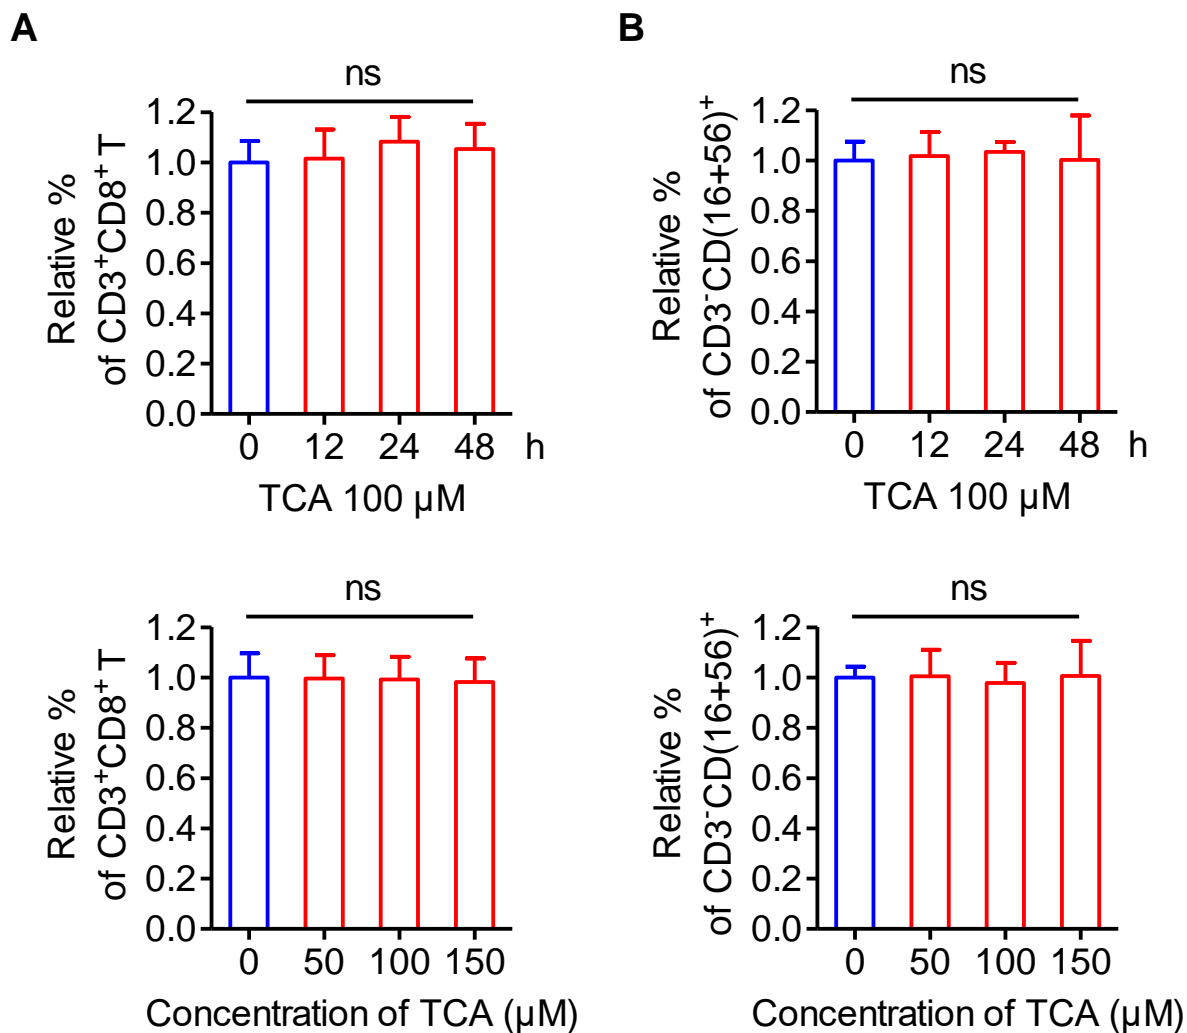 A
ns
Relative %
of CD3⁺CD8⁺ T
1.2
1.0
0.8
0.6
0.4
0.2
0.0
0 12 24 48 h
TCA 100 µM
B
ns
Relative %
of CD3⁻CD(16+56)⁺
1.2
1.0
0.8
0.6
0.4
0.2
0.0
0 12 24 48 h
TCA 100 µM
ns
Relative %
of CD3⁺CD8⁺ T
1.2
1.0
0.8
0.6
0.4
0.2
0.0
0 50 100 150
Concentration of TCA (µM)
ns
Relative %
of CD3⁻CD(16+56)⁺
1.2
1.0
0.8
0.6
0.4
0.2
0.0
0 50 100 150
Concentration of TCA (µM)